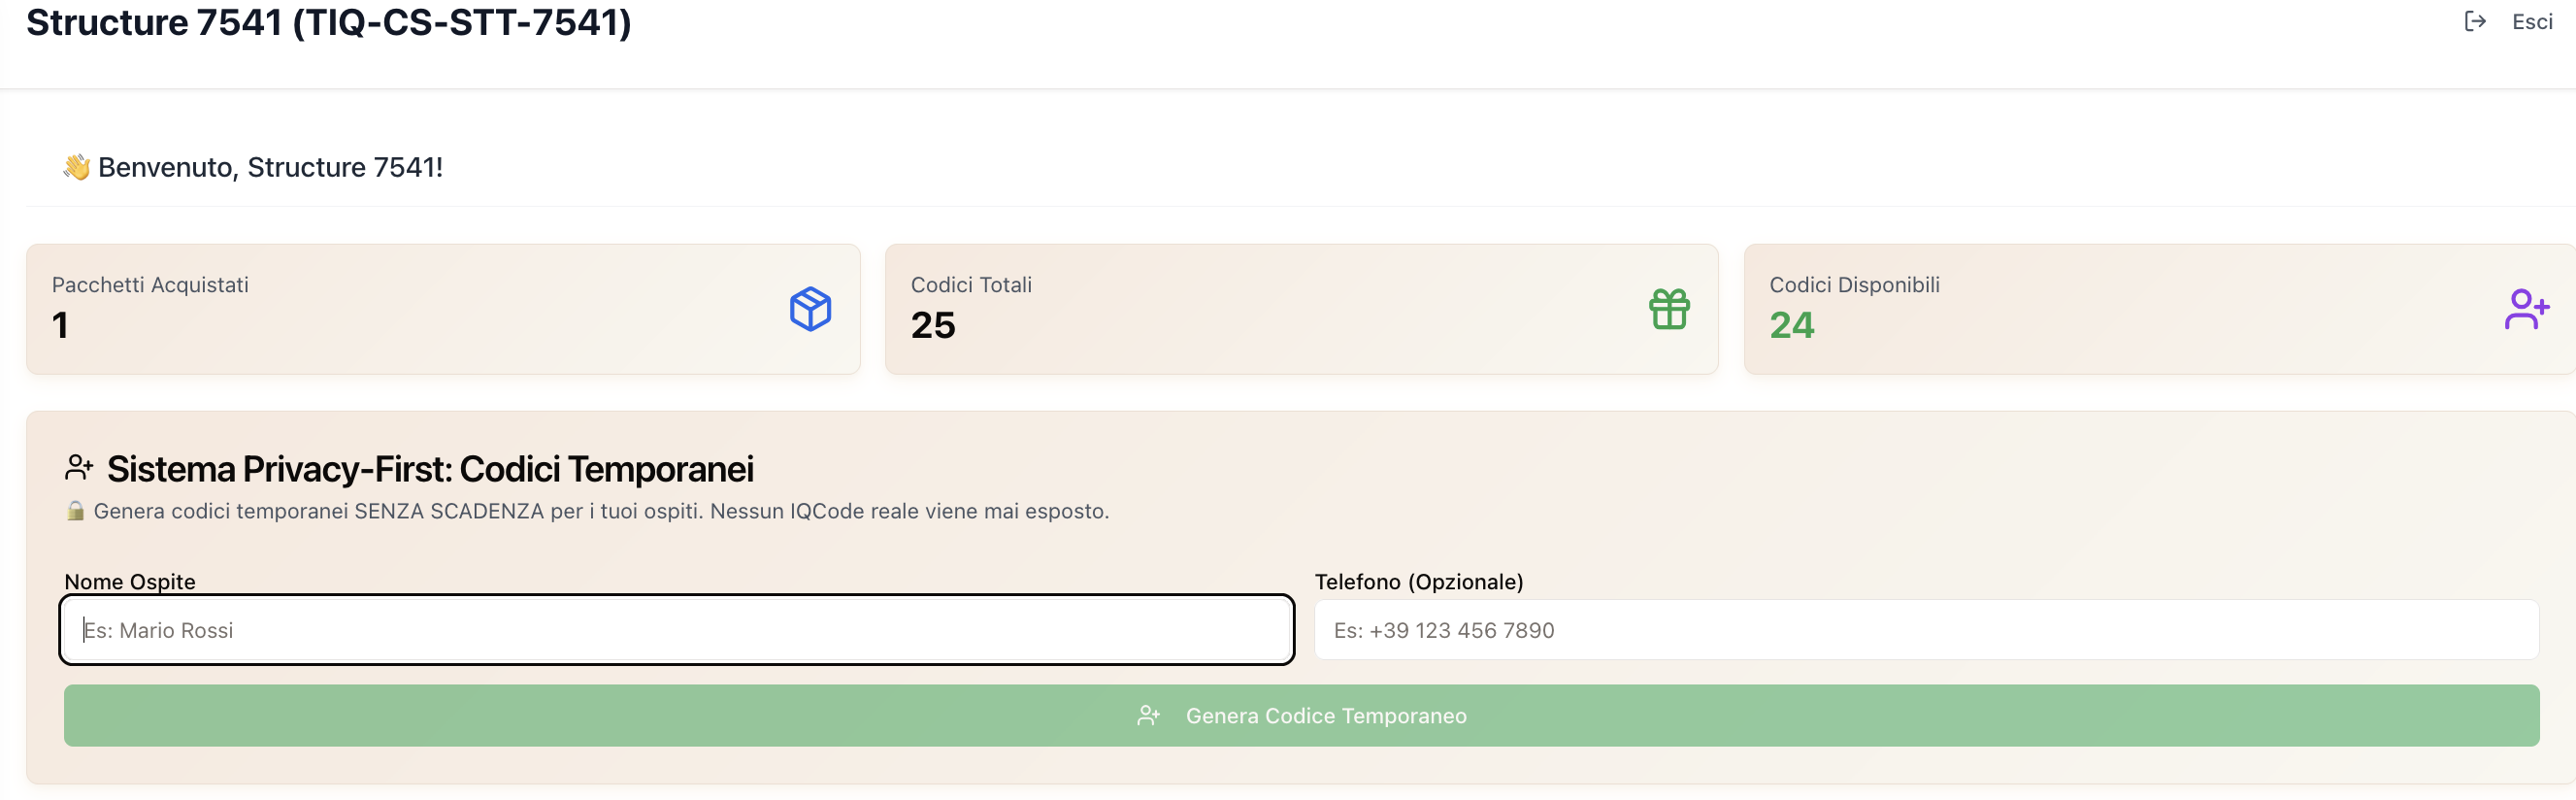 Structure 7541 (TIQ-CS-STT-7541)
Esci
👋 Benvenuto, Structure 7541!
Pacchetti Acquistati
1
Codici Totali
25
Codici Disponibili
24
Sistema Privacy-First: Codici Temporanei
🔒 Genera codici temporanei SENZA SCADENZA per i tuoi ospiti. Nessun IQCode reale viene mai esposto.
Nome Ospite
Es: Mario Rossi
Telefono (Opzionale)
Es: +39 123 456 7890
Genera Codice Temporaneo